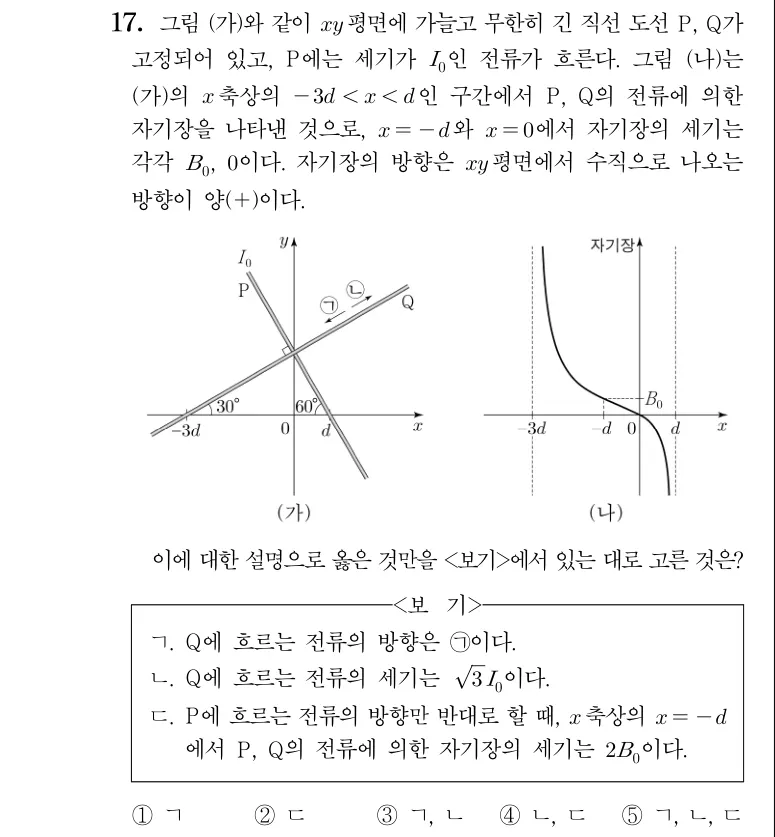 17. 그림 (가)와 같이 xy평면에 가늘고 무한히 긴 직선 도선 P, Q가
고정되어 있고, P에는 세기가 I₀인 전류가 흐른다. 그림 (나)는
(가)의 x축상의 −3d < x < d인 구간에서 P, Q의 전류에 의한
자기장을 나타낸 것으로, x = −d와 x = 0에서 자기장의 세기는
각각 B₀, 0이다. 자기장의 방향은 xy평면에서 수직으로 나오는
방향이 양(+)이다.
y
I₀
P
㉠ ㉡
Q
30°
60°
−3d
0
d
x
(가)
자기장
B₀
−3d
−d
0
d
x
(나)
이에 대한 설명으로 옳은 것만을 <보기>에서 있는 대로 고른 것은?
<보 기>
ㄱ. Q에 흐르는 전류의 방향은 ㉠이다.
ㄴ. Q에 흐르는 전류의 세기는 √3I₀이다.
ㄷ. P에 흐르는 전류의 방향만 반대로 할 때, x축상의 x = −d
에서 P, Q의 전류에 의한 자기장의 세기는 2B₀이다.
① ㄱ ② ㄷ ③ ㄱ, ㄴ ④ ㄴ, ㄷ ⑤ ㄱ, ㄴ, ㄷ